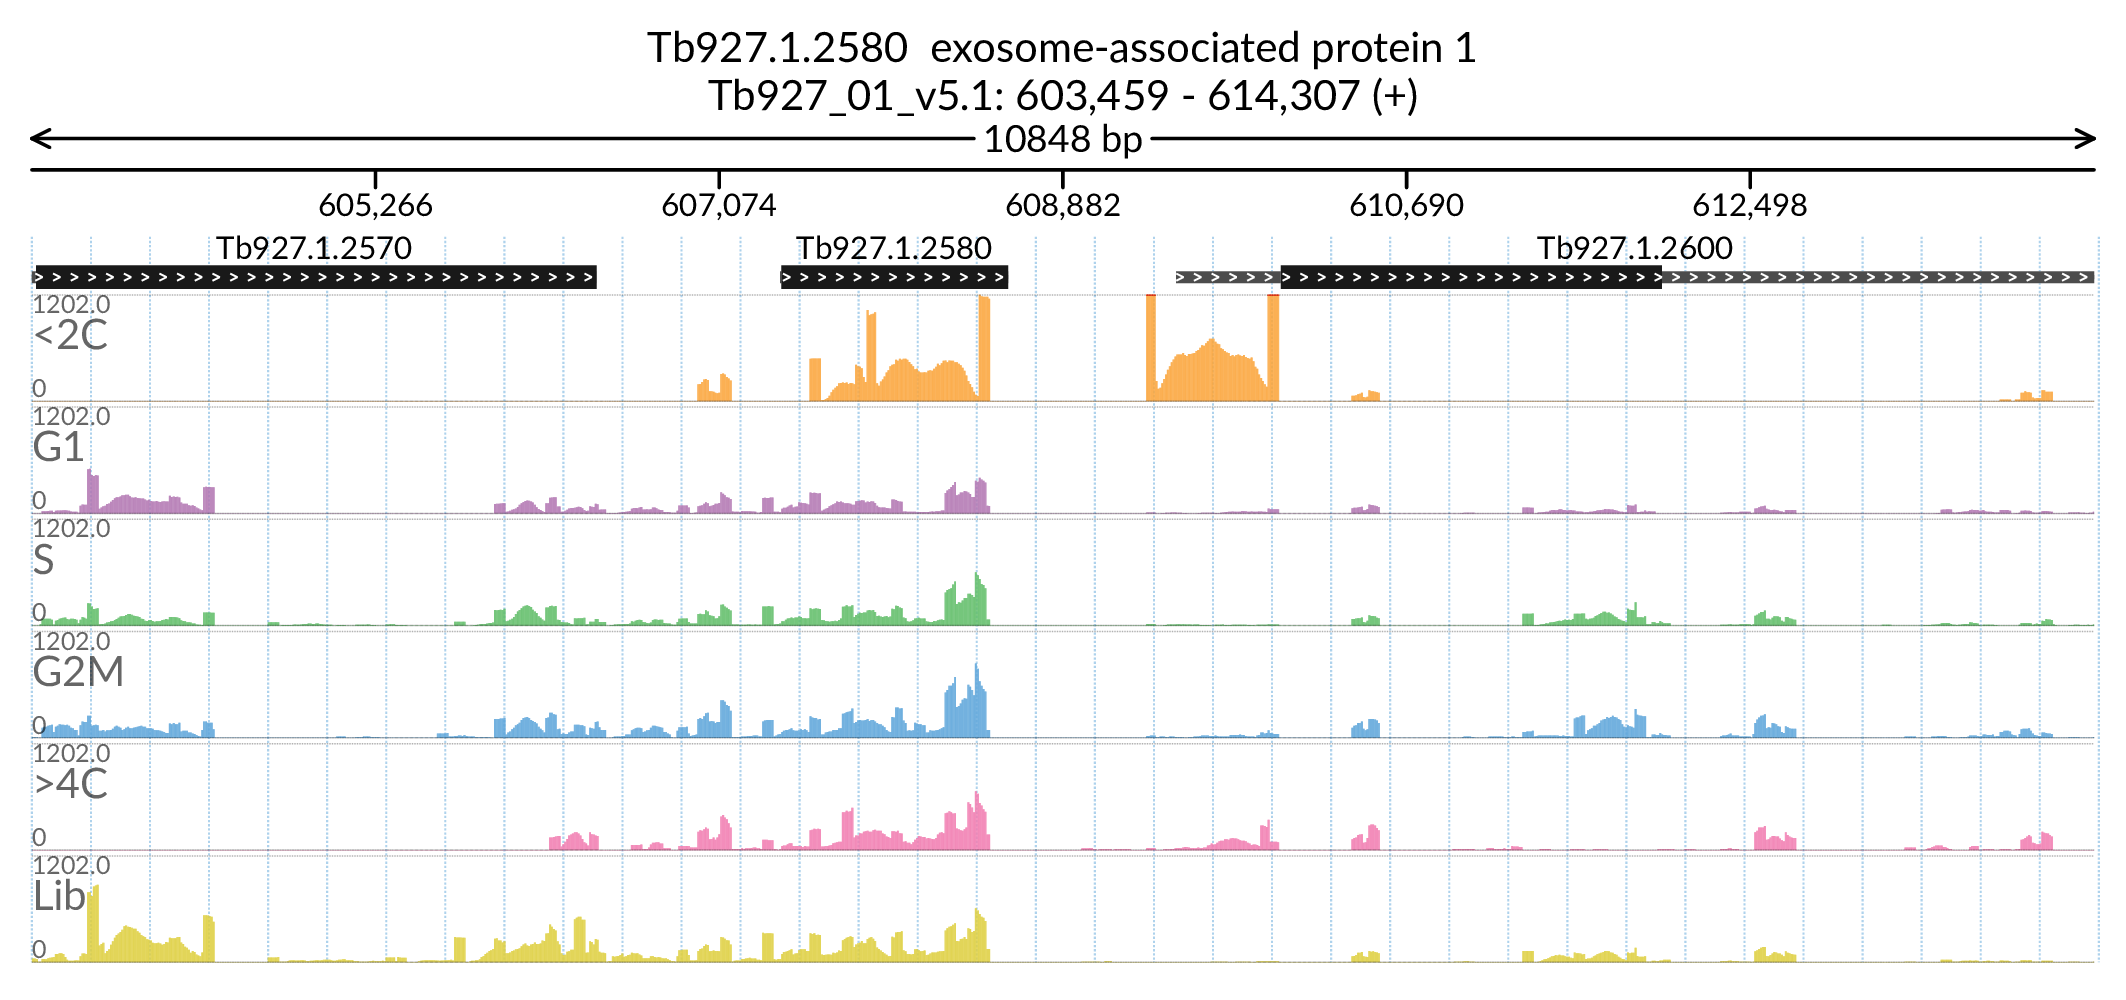 Tb927.1.2580  exosome-associated protein 1
Tb927_01_v5.1: 603,459 - 614,307 (+)
10848 bp
605,266 607,074 608,882 610,690 612,498
Tb927.1.2570 Tb927.1.2580 Tb927.1.2600
1202.0
<2C
0
1202.0
G1
0
1202.0
S
0
1202.0
G2M
0
1202.0
>4C
0
1202.0
Lib
0